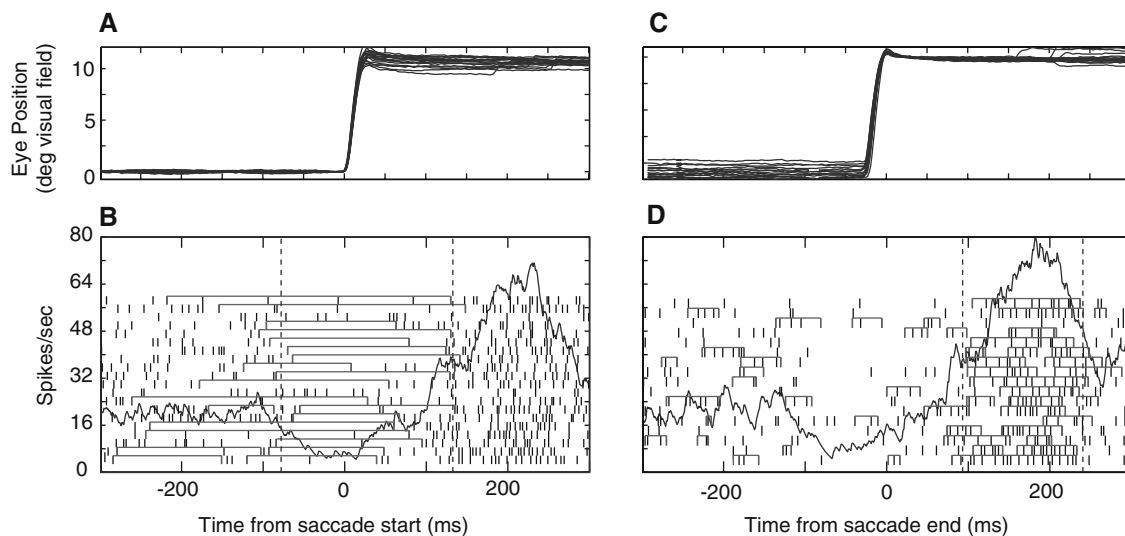 A
C
Eye Position
(deg visual field)
10
5
0
B
D
Spikes/sec
80
64
48
32
16
0
-200
0
200
-200
0
200
Time from saccade start (ms)
Time from saccade end (ms)